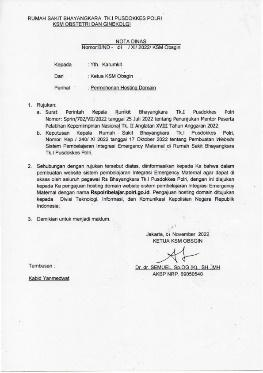 RUMAH SAKIT BHAYANGKARA TK.I PUSDOKKES POLRI
KSM OBSTETRI DAN GINEKOLOGI
NOTA DINAS
Nomor:B/ND - 01 / XI/ 2022/ KSM Obsgin
Kepada : Yth. Karumkit
Dari : Ketua KSM Obsgin
Perihal : Permohonan Hosting Domain
1. Rujukan:
a. Surat Perintah Kepala Rumkit Bhayangkara Tk.I Pusdokkes Polri
Nomor: Sprin/702/VII/2022 tanggal 25 Juli 2022 tentang Penunjukan Mentor Peserta
Pelatihan Kepemimpinan Nasional Tk. II Angkatan XVIII Tahun Anggaran 2022.
b. Keputusan Kepala Rumah Sakit Bhayangkara Tk.I Pusdokkes Polri,
Nomor: Kep / 240/ XI 2022 tanggal 17 Oktober 2022 tentang Pembuatan Website
Sistem Pembelajaran Integrasi Emergency Maternal di Rumah Sakit Bhayangkara
Tk.I Pusdokkes Polri.
2. Sehubungan dengan rujukan tersebut diatas, diinformasikan kepada Ka bahwa dalam
pembuatan website sistem pembelajaran Integrasi Emergency Maternal agar dapat di
akses oleh seluruh pegawai Rs Bhayangkara Tk.I Pusdokkes Polri, dengan ini diajukan
kepada Ka pengajuan hosting domain website sistem pembelajaran Integrasi Emergency
Maternal dengan nama Rspolribelajar.polri.go.id. Pengajuan hosting domain ditujukan
kepada Divisi Teknologi, Informasi, dan Komunikasi Kepolisian Negara Republik
Indonesia;
3. Demikian untuk menjadi maklum.
Jakarta, 01 November 2022
KETUA KSM OBSGIN
Dr. dr. SEMUEL, Sp.OG (K)., SH.,MH
AKBP NRP.
Tembusan :
Kabid Yanmedwat